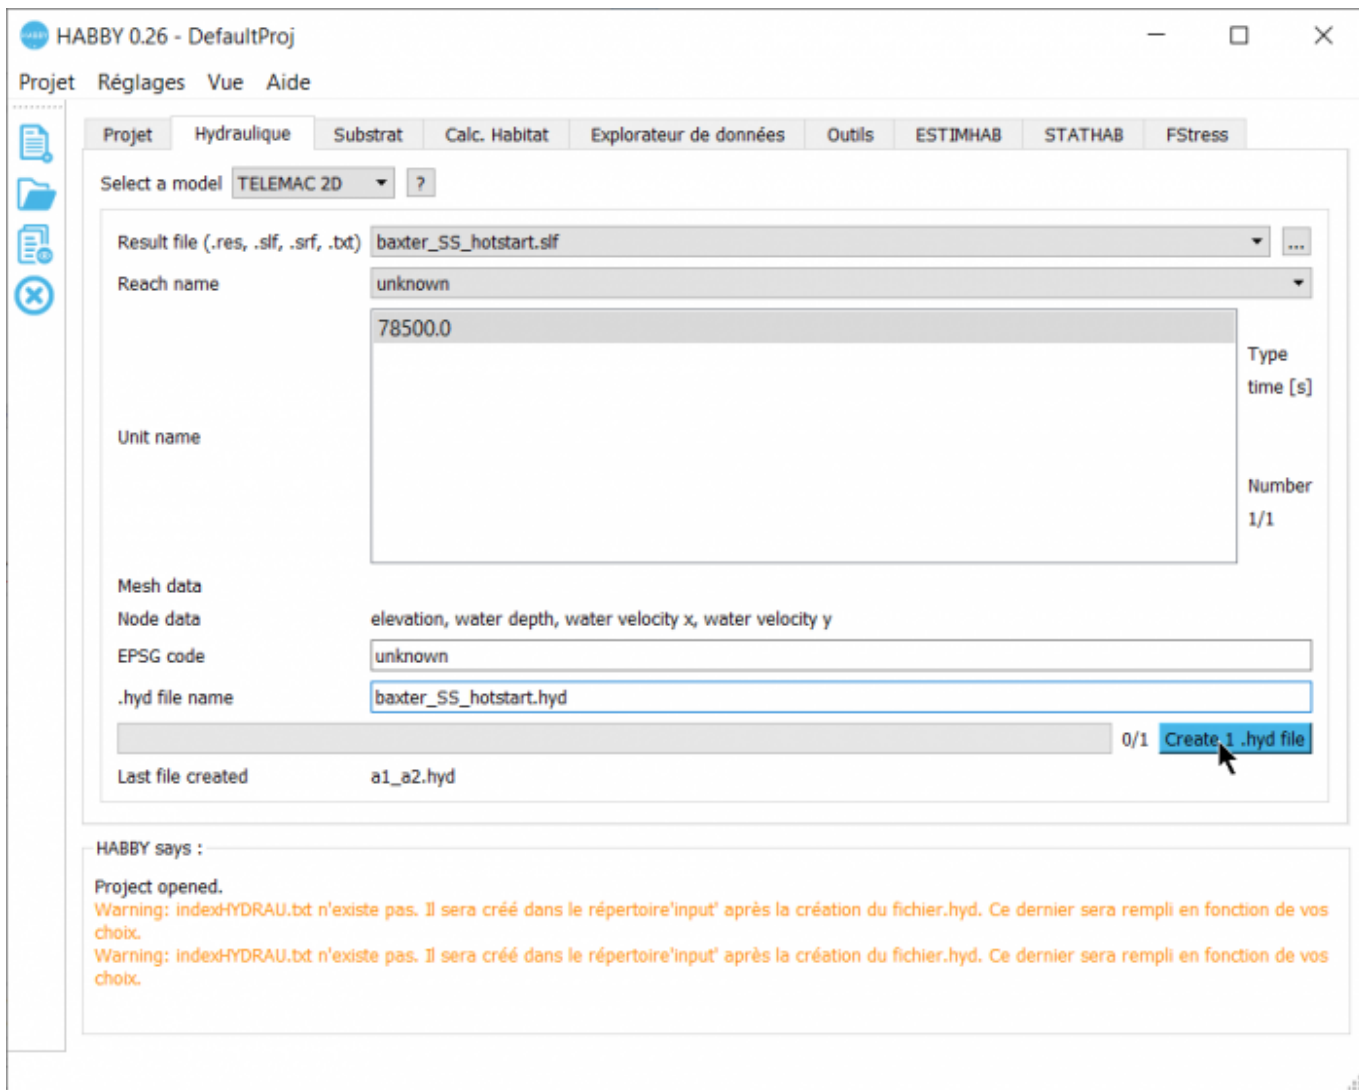 HABBY 0.26 - DefaultProj
Projet Réglages Vue Aide
Projet Hydraulique Substrat Calc. Habitat Explorateur de données Outils ESTIMHAB STATHAB FStress
Select a model TELEMAC 2D ?
Result file (.res, .slf, .srf, .txt) baxter_SS_hotstart.slf ...
Reach name unknown
78500.0
Type
time [s]
Unit name
Number
1/1
Mesh data
Node data elevation, water depth, water velocity x, water velocity y
EPSG code unknown
.hyd file name baxter_SS_hotstart.hyd
0/1 Create 1 .hyd file
Last file created a1_a2.hyd
HABBY says :
Project opened.
Warning: indexHYDRAU.txt n'existe pas. Il sera créé dans le répertoire'input' après la création du fichier.hyd. Ce dernier sera rempli en fonction de vos
choix.
Warning: indexHYDRAU.txt n'existe pas. Il sera créé dans le répertoire'input' après la création du fichier.hyd. Ce dernier sera rempli en fonction de vos
choix.